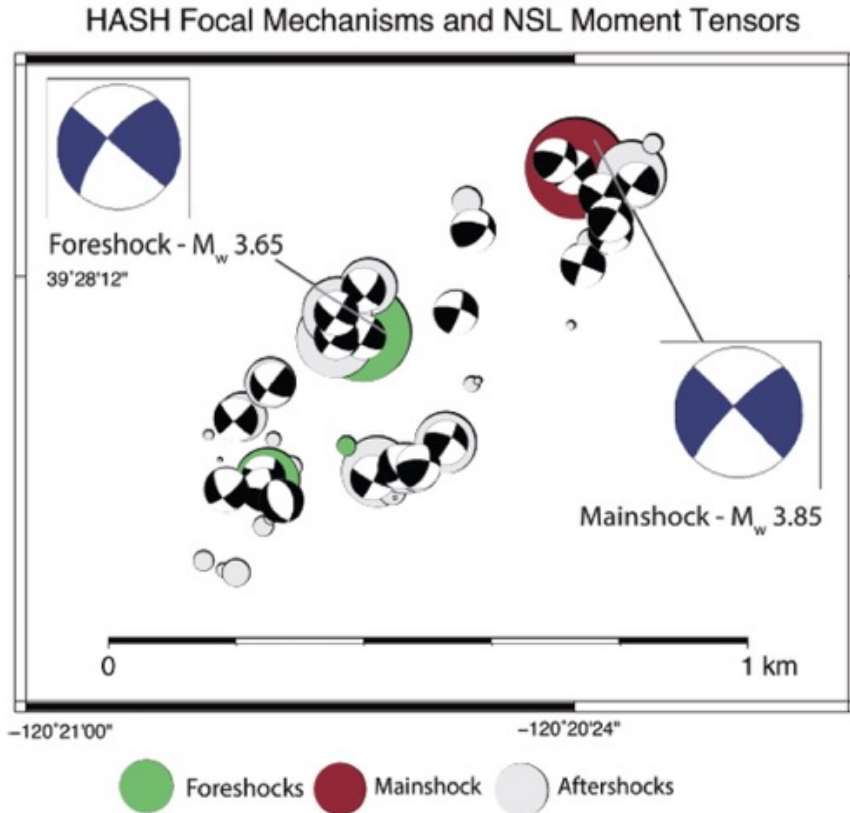 HASH Focal Mechanisms and NSL Moment Tensors
Foreshock - Mw 3.65
39˚28'12"
Mainshock - Mw 3.85
0 1 km
−120˚21'00" −120˚20'24"
Foreshocks Mainshock Aftershocks